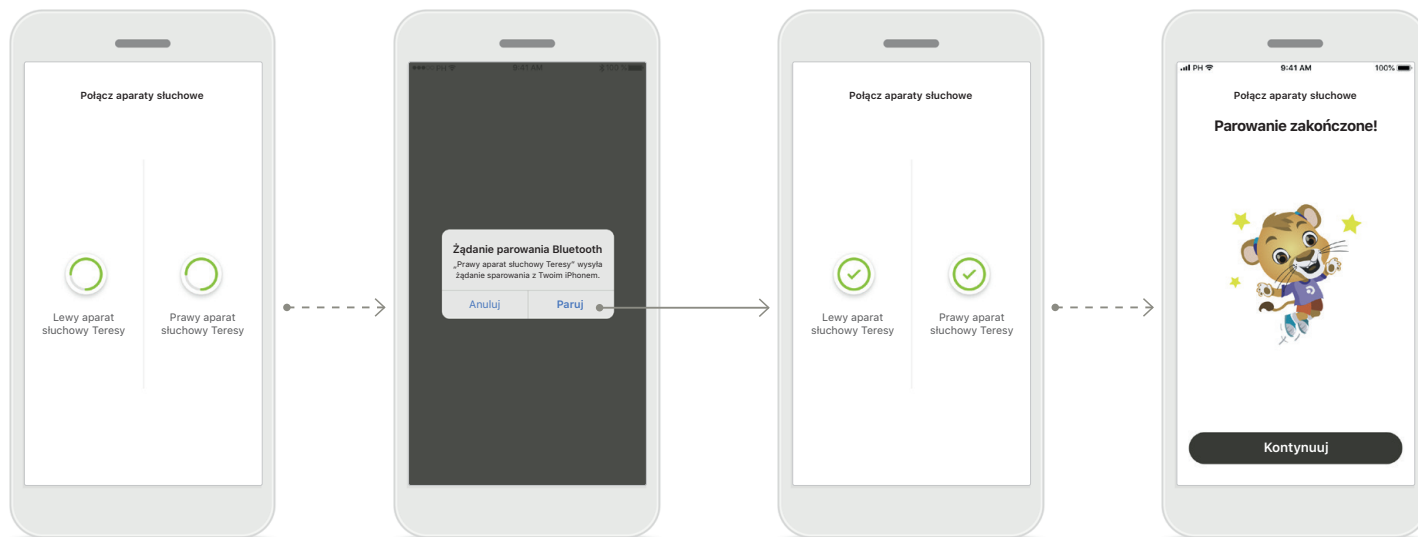 Połącz aparaty słuchowe
Lewy aparat
słuchowy Teresy
Prawy aparat
słuchowy Teresy
9:41 AM
100 %
Żądanie parowania Bluetooth
„Prawy aparat słuchowy Teresy” wysyła
żądanie sparowania z Twoim iPhonem.
Anuluj
Paruj
Połącz aparaty słuchowe
Lewy aparat
słuchowy Teresy
Prawy aparat
słuchowy Teresy
PH
9:41 AM
100%
Połącz aparaty słuchowe
Parowanie zakończone!
Kontynuuj